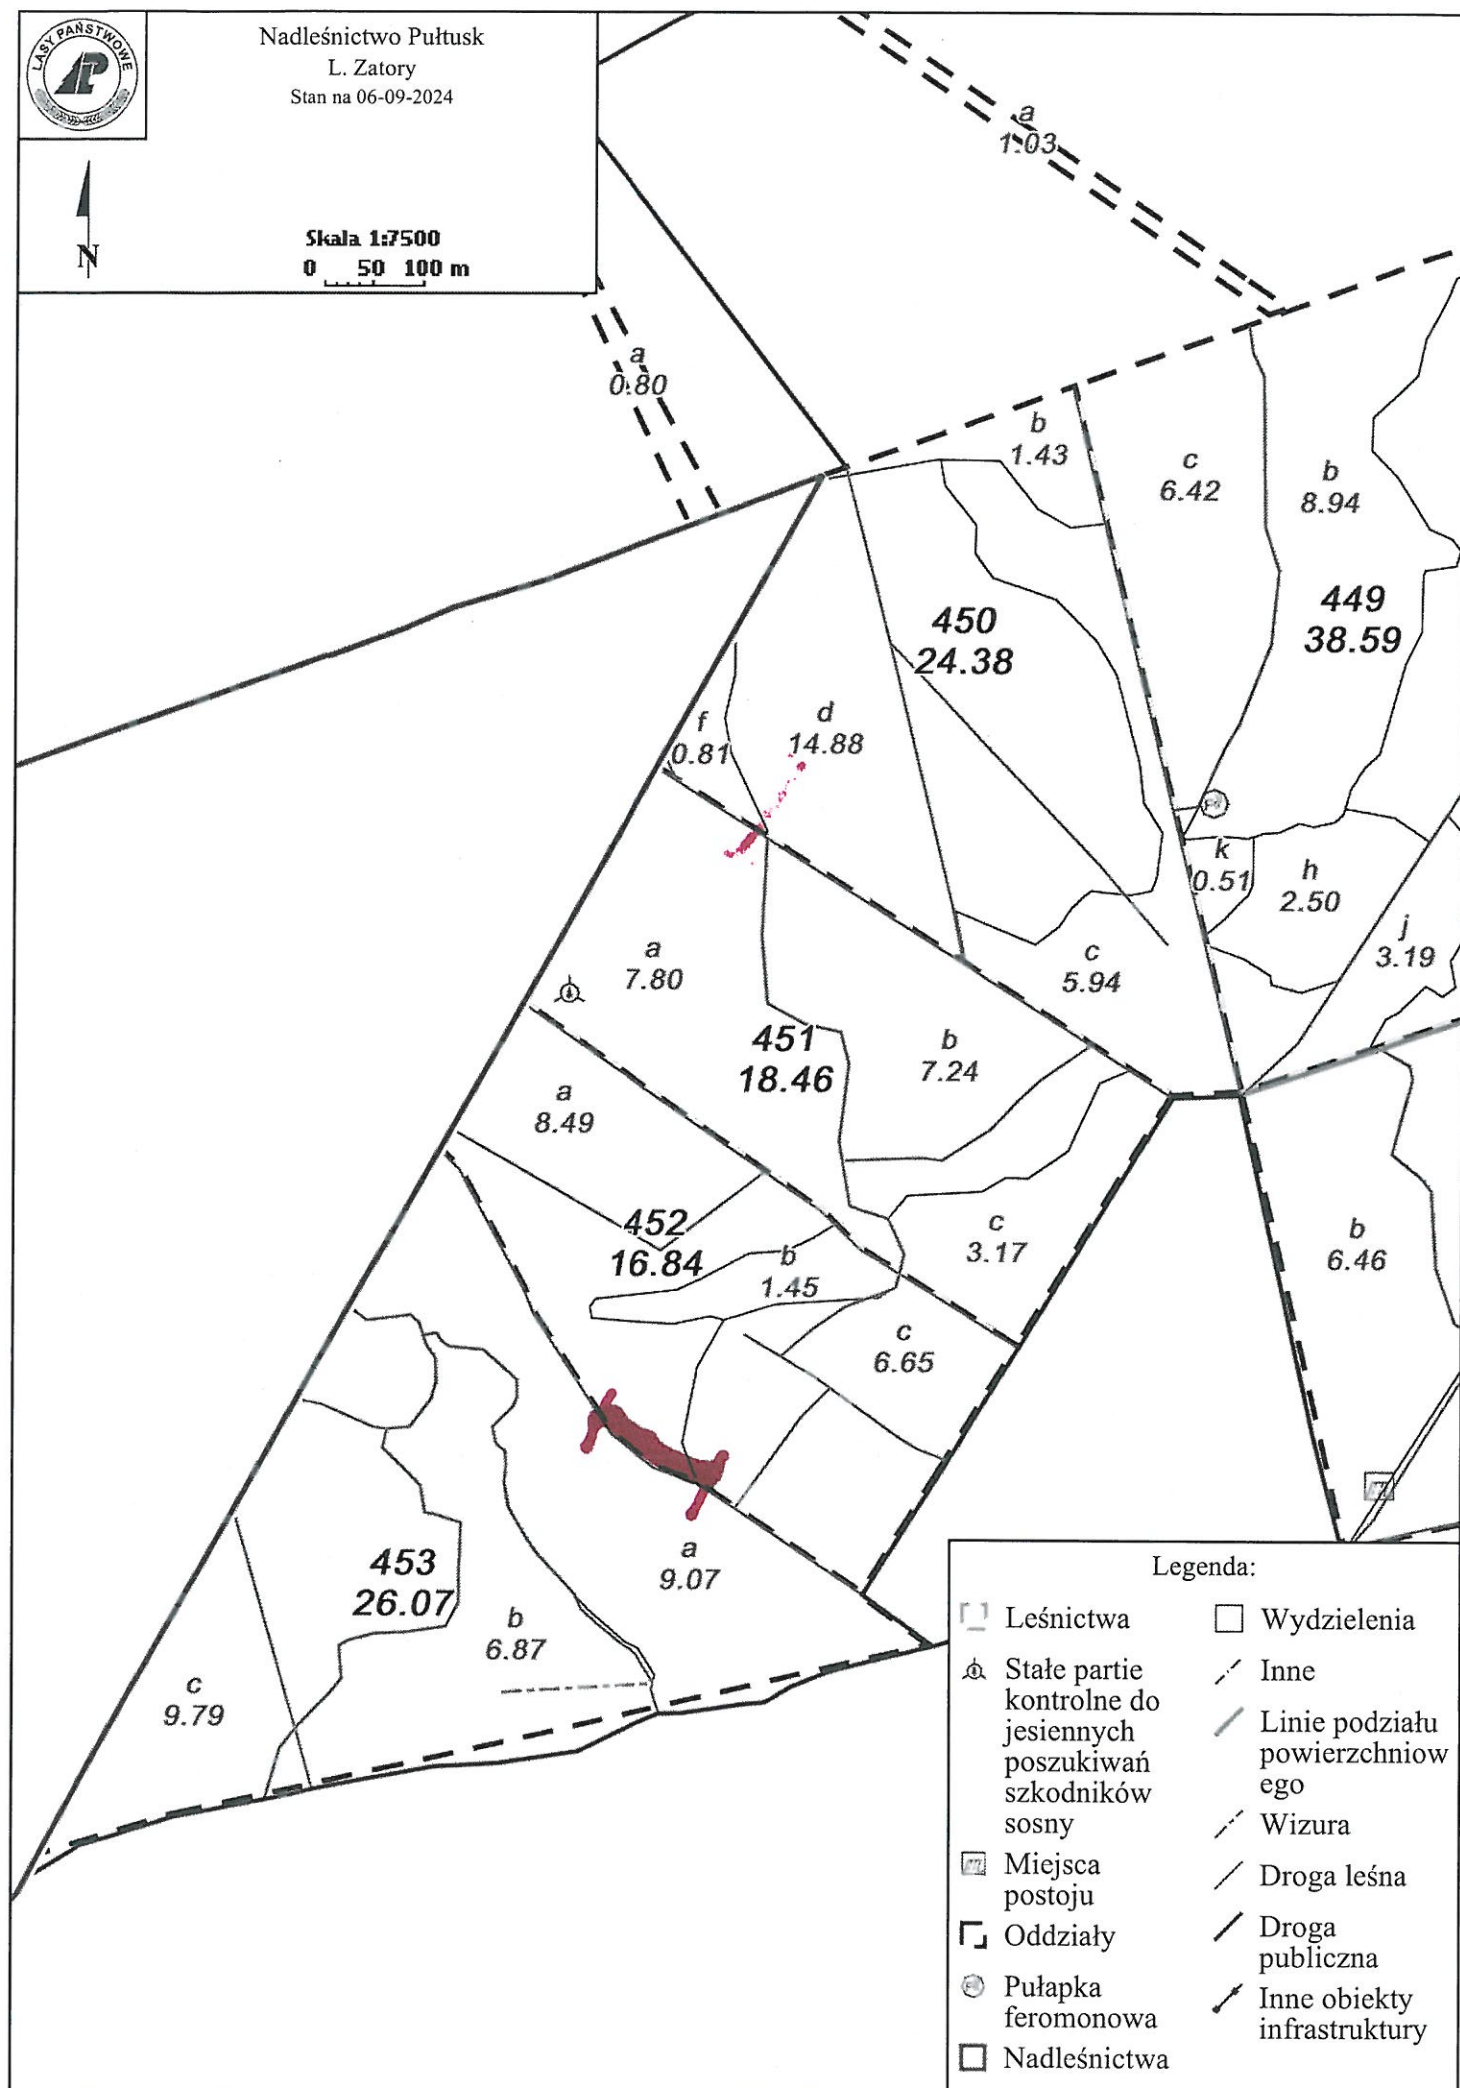 LASY PAŃSTWOWE
Nadleśnictwo Pułtusk
L. Zatory
Stan na 06-09-2024
N
Skala 1:7500
0 50 100 m
a
1.03
a
0.80
b
1.43
c
6.42
b
8.94
450
24.38
449
38.59
f
0.81
d
14.88
k
0.51
h
2.50
j
3.19
a
7.80
c
5.94
451
18.46
b
7.24
a
8.49
452
16.84
b
1.45
c
3.17
b
6.46
c
6.65
453
26.07
a
9.07
b
6.87
c
9.79
Legenda:
Leśnictwa
Stałe partie
kontrolne do
jesiennych
poszukiwań
szkodników
sosny
Miejsca
postoju
Oddziały
Pułapka
feromonowa
Nadleśnictwa
Wydzielenia
Inne
Linie podziału
powierzchniow
ego
Wizura
Droga leśna
Droga
publiczna
Inne obiekty
infrastruktury